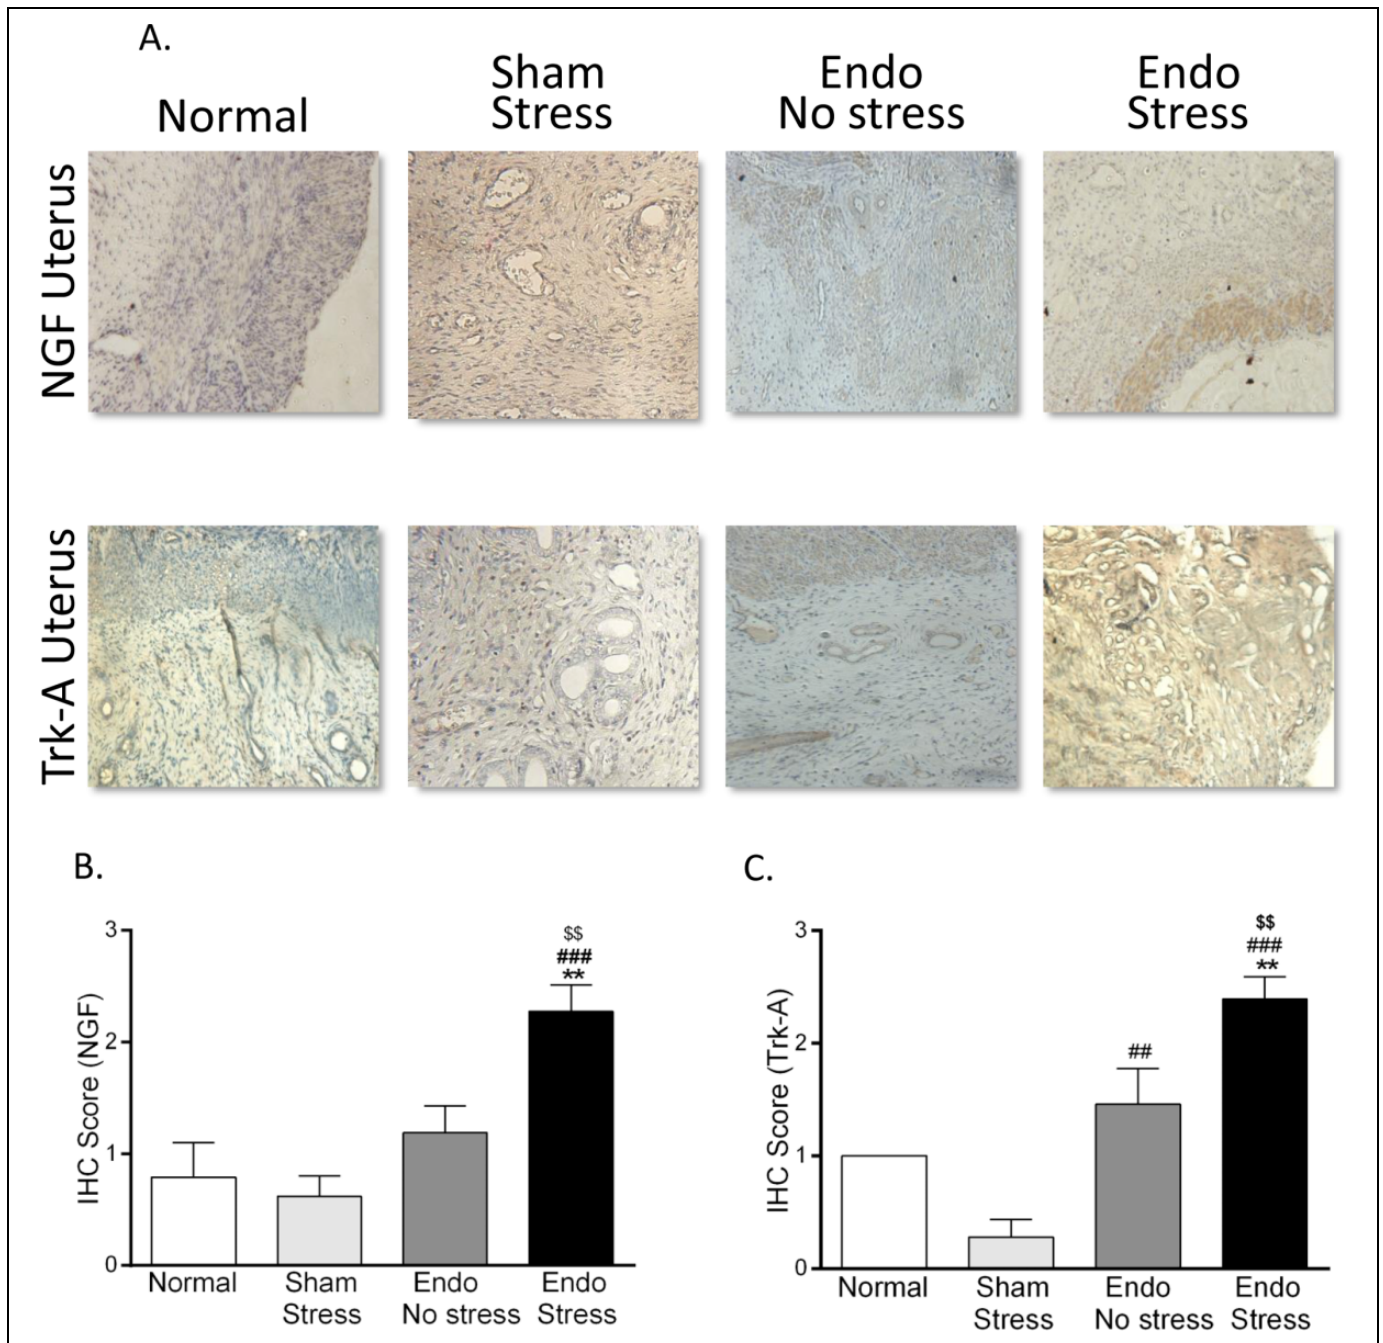 A.
Normal
Sham
Stress
Endo
No stress
Endo
Stress
NGF Uterus
Trk-A Uterus
B.
IHC Score (NGF)
3
2
1
0
$$
###
**
Normal
Sham
Stress
Endo
No stress
Endo
Stress
C.
IHC Score (Trk-A)
3
2
1
0
##
$$
###
**
Normal
Sham
Stress
Endo
No stress
Endo
Stress